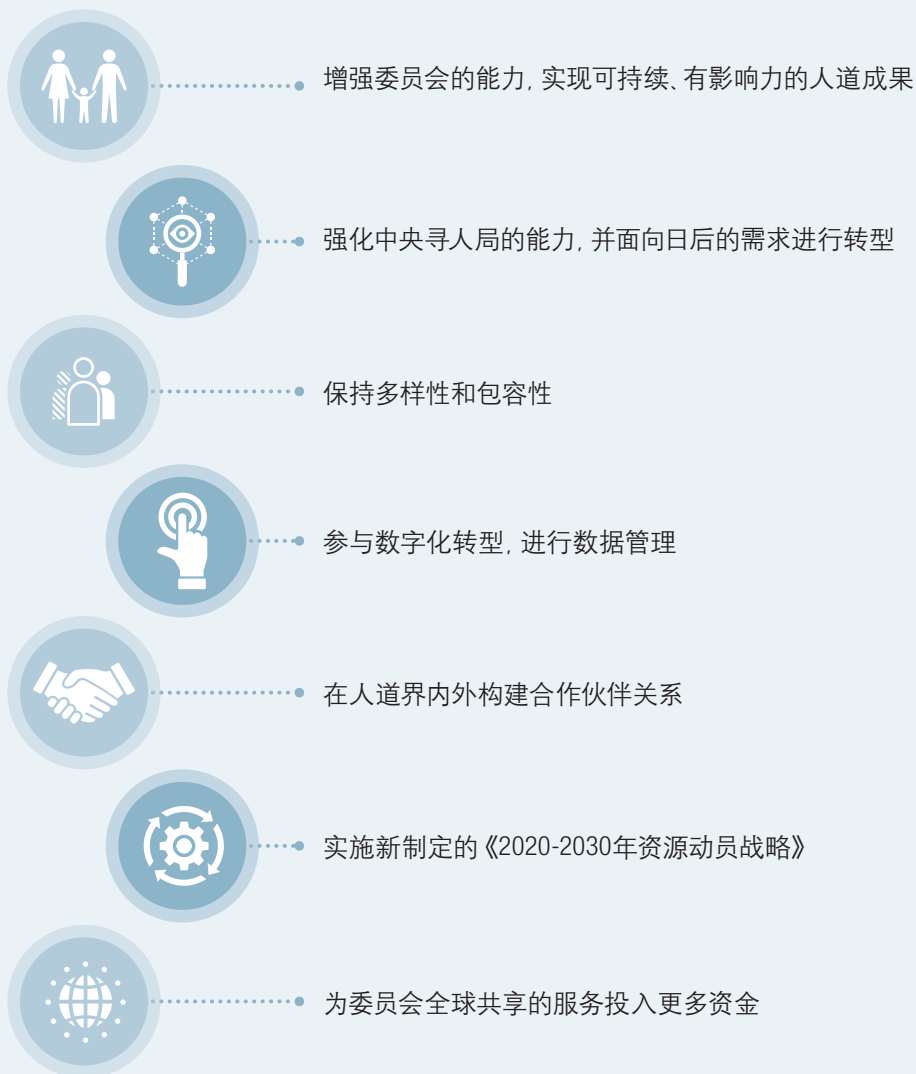 增强委员会的能力, 实现可持续、有影响力的人道成果
强化中央寻人局的能力, 并面向日后的需求进行转型
保持多样性和包容性
参与数字化转型, 进行数据管理
在人道界内外构建合作伙伴关系
实施新制定的《2020-2030年资源动员战略》
为委员会全球共享的服务投入更多资金